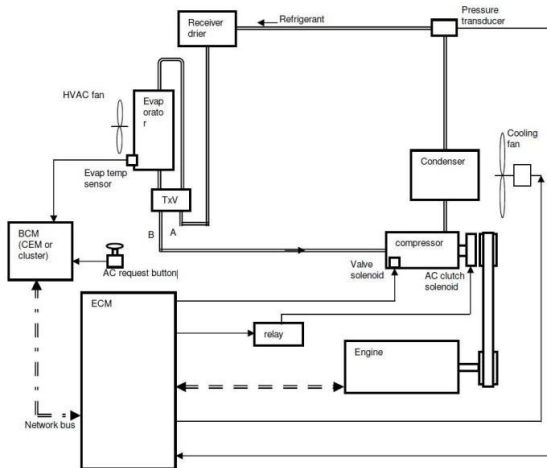 Receiver
drier
Refrigerant
Pressure
transducer
HVAC fan
Evap
orato
r
Cooling
fan
Condenser
Evap temp
sensor
TxV
B
A
BCM
(CEM or
cluster)
compressor
Valve
solenoid
AC clutch
solenoid
AC request button|
ECM
relay
Engine
Network bus